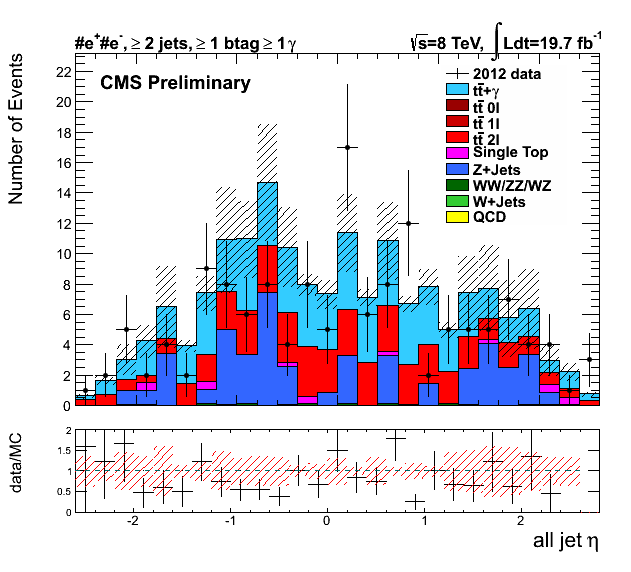 #e⁺#e⁻, ≥ 2 jets, ≥ 1 btag ≥ 1 γ
√s=8 TeV, ∫ Ldt=19.7 fb⁻¹
CMS Preliminary
Number of Events
22
20
18
16
14
12
10
8
6
4
2
0
2012 data
tt̅+γ
tt̅ 0l
tt̅ 1l
tt̅ 2l
Single Top
Z+Jets
WW/ZZ/WZ
W+Jets
QCD
data/MC
2
1.5
1
0.5
0
-2 -1 0 1 2
all jet η